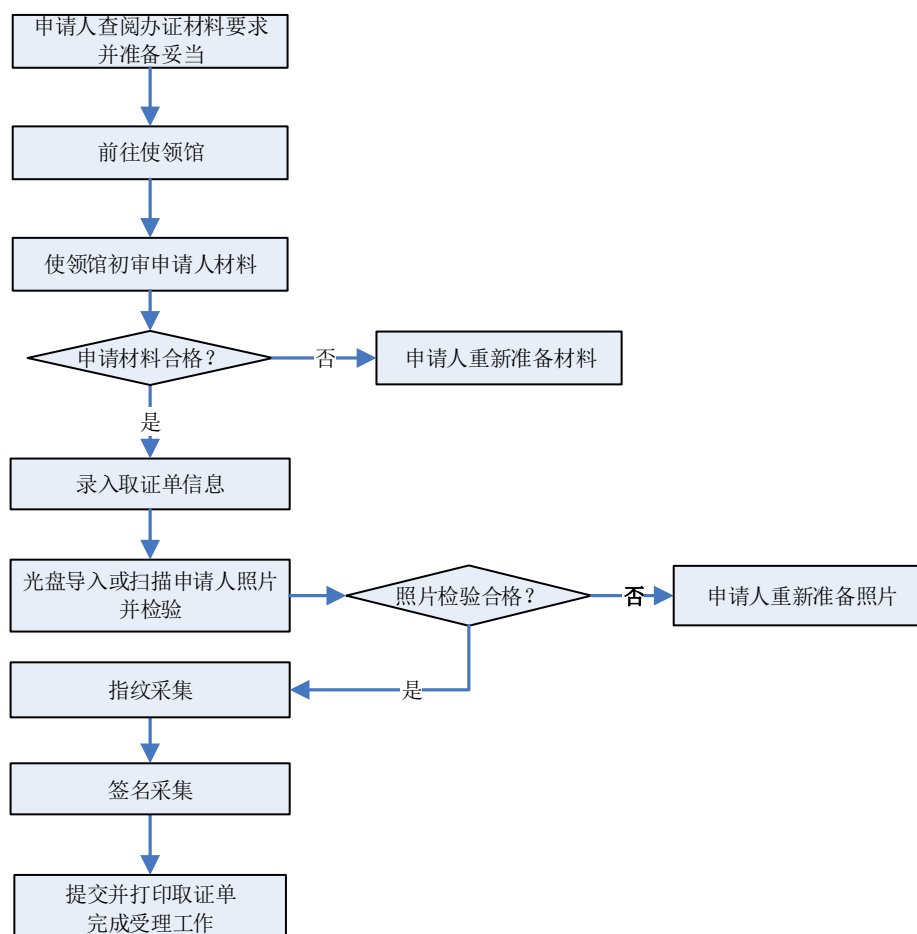 申请人查阅办证材料要求
并准备妥当
前往使领馆
使领馆初审申请人材料
申请材料合格？
否
申请人重新准备材料
是
录入取证单信息
光盘导入或扫描申请人照片
并检验
照片检验合格？
否
申请人重新准备照片
是
指纹采集
签名采集
提交并打印取证单
完成受理工作